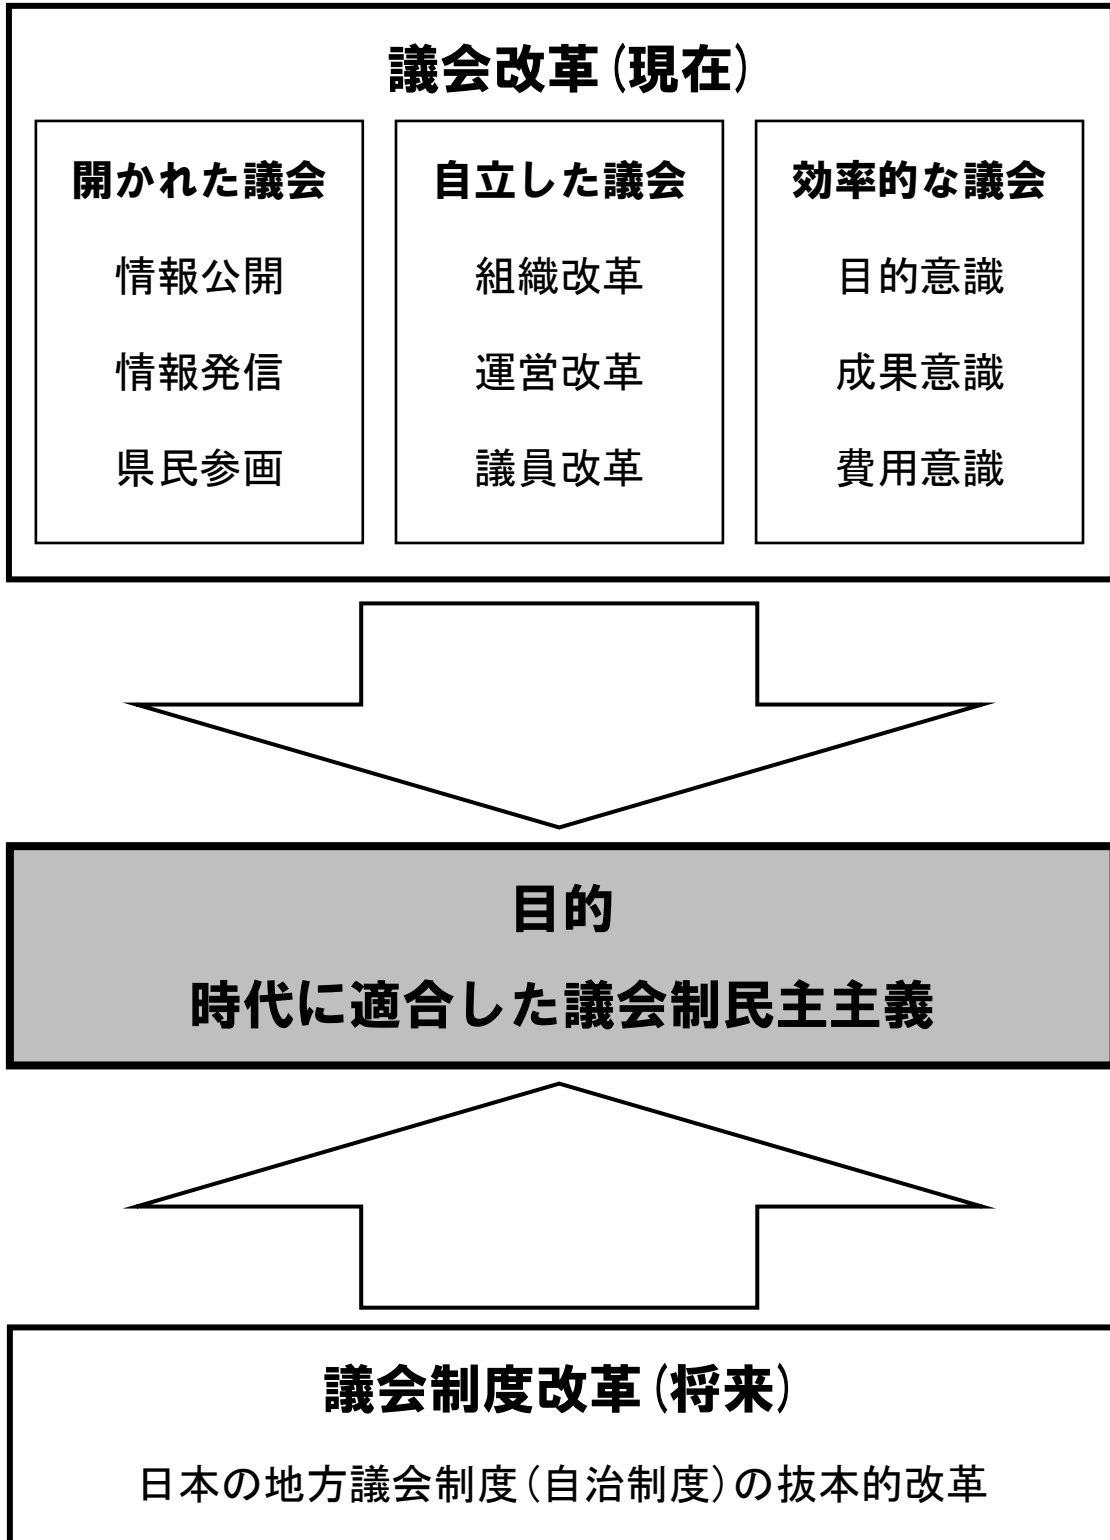 議会改革(現在)
開かれた議会
情報公開
情報発信
県民参画
自立した議会
組織改革
運営改革
議員改革
効率的な議会
目的意識
成果意識
費用意識
目的
時代に適合した議会制民主主義
議会制度改革(将来)
日本の地方議会制度(自治制度)の抜本的改革